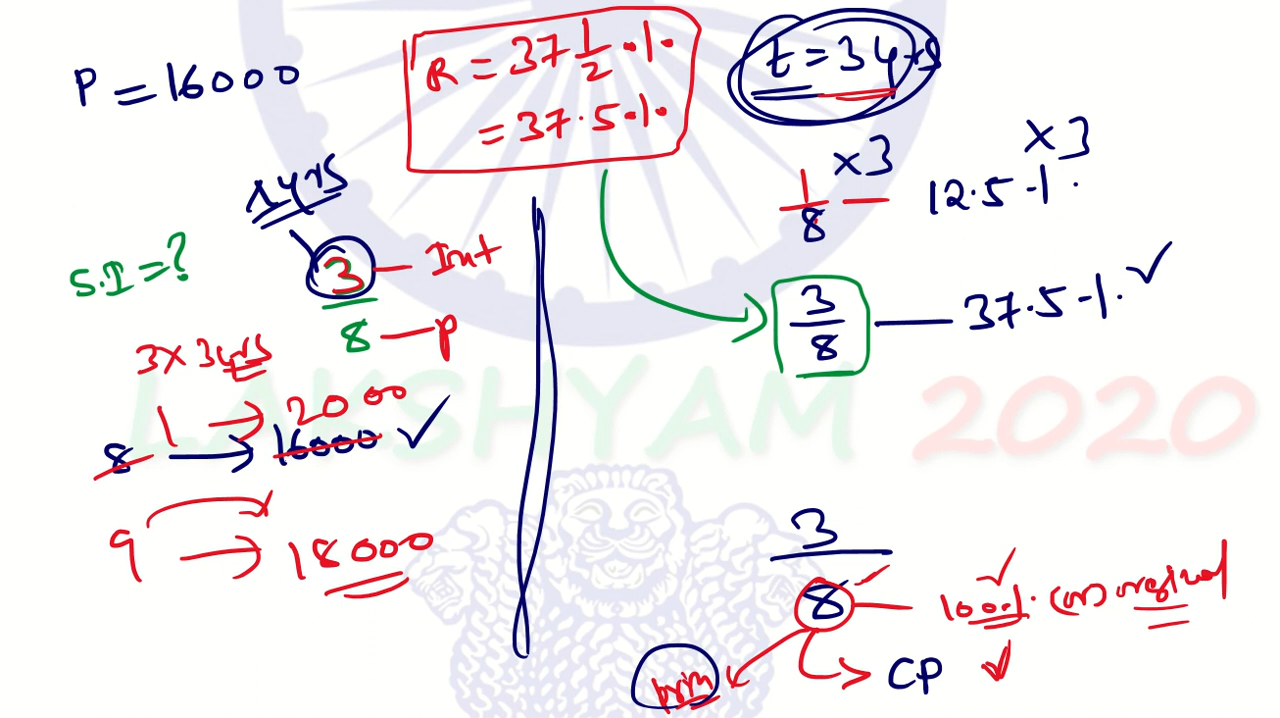 P = 16000
R = 37 1/2 %
= 37.5 %
t = 3 yrs
×3
×3
1/8 — 12.5 %
3/8 — 37.5 % ✓
1 yrs
S.I = ?
3 — Int
8 — P
3 × 3 yrs
1 → 2000
8 → 16000 ✓
9 → 18000
LAKSHYAM 2020
3
8 — 100% (or) original
prin
CP ✓